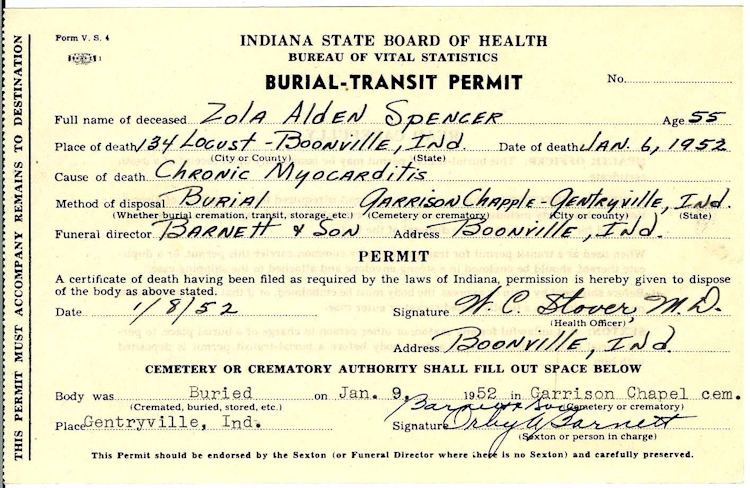 Form V. S. 4
1
INDIANA STATE BOARD OF HEALTH
BUREAU OF VITAL STATISTICS
BURIAL-TRANSIT PERMIT
No.
Full name of deceased Zola Alden Spencer Age 55
Place of death 134 Locust - Boonville, Ind. Date of death Jan. 6, 1952
(City or County) (State)
Cause of death Chronic Myocarditis
Method of disposal Burial Garrison Chapple - Gentryville, Ind.
(Whether burial cremation, transit, storage, etc.) (Cemetery or crematory) (City or county) (State)
Funeral director Barnett & Son Address Boonville, Ind.
PERMIT
A certificate of death having been filed as required by the laws of Indiana, permission is hereby given to dispose
of the body as above stated.
Date 1/8/52 Signature W. C. Stover, M.D.
(Health Officer)
Address Boonville, Ind.
CEMETERY OR CREMATORY AUTHORITY SHALL FILL OUT SPACE BELOW
Body was Buried on Jan. 9, 1952 in Garrison Chapel cem.
(Cremated, buried, stored, etc.) (Cemetery or crematory)
Barnett & Son
Place Gentryville, Ind. Signature Orby A Barnett
(Sexton or person in charge)
This Permit should be endorsed by the Sexton (or Funeral Director where there is no Sexton) and carefully preserved.
THIS PERMIT MUST ACCOMPANY REMAINS TO DESTINATION